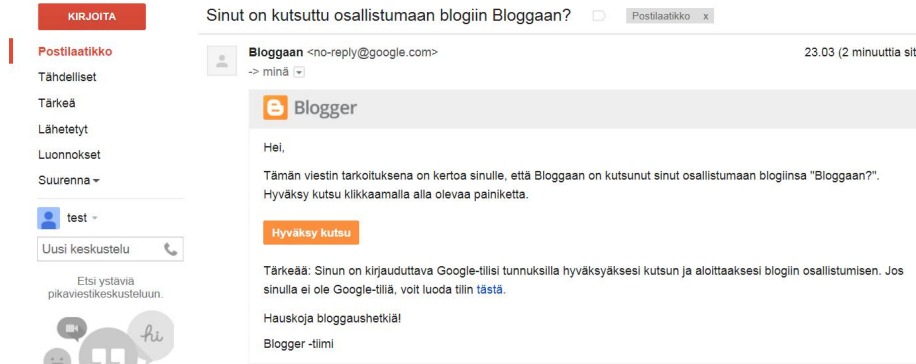 KIRJOITA
Postilaatikko
Tähdelliset
Tärkeä
Lähetetyt
Luonnokset
Suurenna
test
Uusi keskustelu
Etsi ystäviä
pikaviestikeskusteluun.
hi
Sinut on kutsuttu osallistumaan blogiin Bloggaan?
Postilaatikko x
Bloggaan <no-reply@google.com>
23.03 (2 minuuttia sit
-> minä
Blogger
Hei,
Tämän viestin tarkoituksena on kertoa sinulle, että Bloggaan on kutsunut sinut osallistumaan blogiinsa "Bloggaan?".
Hyväksy kutsu klikkaamalla alla olevaa painiketta.
Hyväksy kutsu
Tärkeää: Sinun on kirjauduttava Google-tilisi tunnuksilla hyväksyäksesi kutsun ja aloittaaksesi blogiin osallistumisen. Jos
sinulla ei ole Google-tiliä, voit luoda tilin tästä.
Hauskoja bloggaushetkiä!
Blogger -tiimi